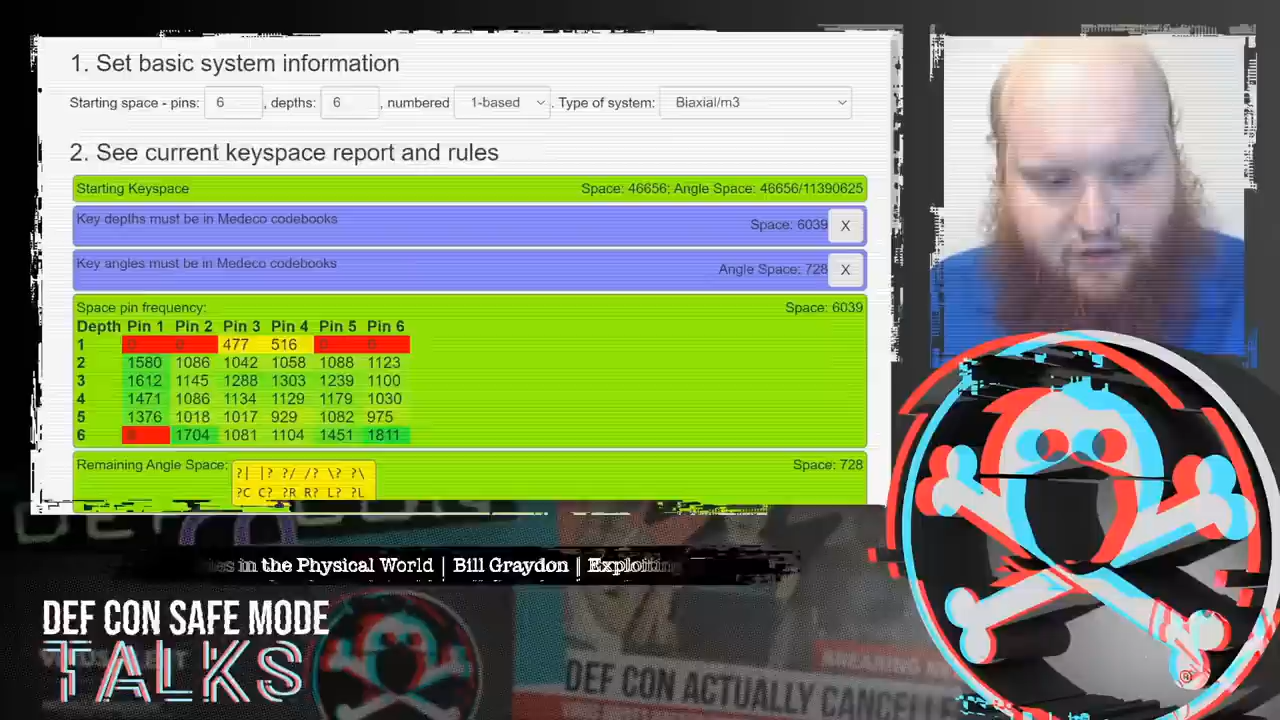 1. Set basic system information
Starting space - pins: 6 , depths: 6 , numbered 1-based . Type of system: Biaxial/m3
2. See current keyspace report and rules
Starting Keyspace Space: 46656; Angle Space: 46656/11390625
Key depths must be in Medeco codebooks Space: 6039 X
Key angles must be in Medeco codebooks Angle Space: 728 X
Space pin frequency: Space: 6039
Depth Pin 1 Pin 2 Pin 3 Pin 4 Pin 5 Pin 6
1 0 0 477 516 0 0
2 1580 1086 1042 1058 1088 1123
3 1612 1145 1288 1303 1239 1100
4 1471 1086 1134 1129 1179 1030
5 1376 1018 1017 929 1082 975
6 0 1704 1081 1104 1451 1811
Remaining Angle Space: Space: 728
?| |? ?/ /? \? ?\
?C C? ?R R? L? ?L
in the Physical World | Bill Graydon | Exploiting
DEF CON SAFE MODE
TALKS
DEF CON ACTUALLY CANCELLE
BREAKING